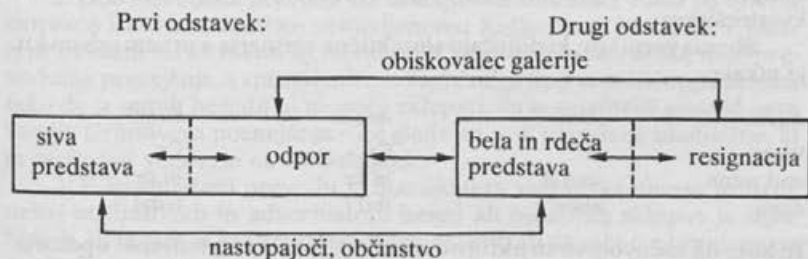 Prvi odstavek: Drugi odstavek:
obiskovalec galerije
siva predstava
odpor
bela in rdeča predstava
resignacija
nastopajoči, občinstvo